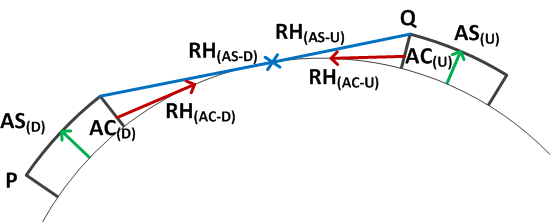 Q
AS(U)
RH(AS-U)
RH(AS-D)
AC(U)
RH(AC-U)
RH(AC-D)
AS(D)
AC(D)
P